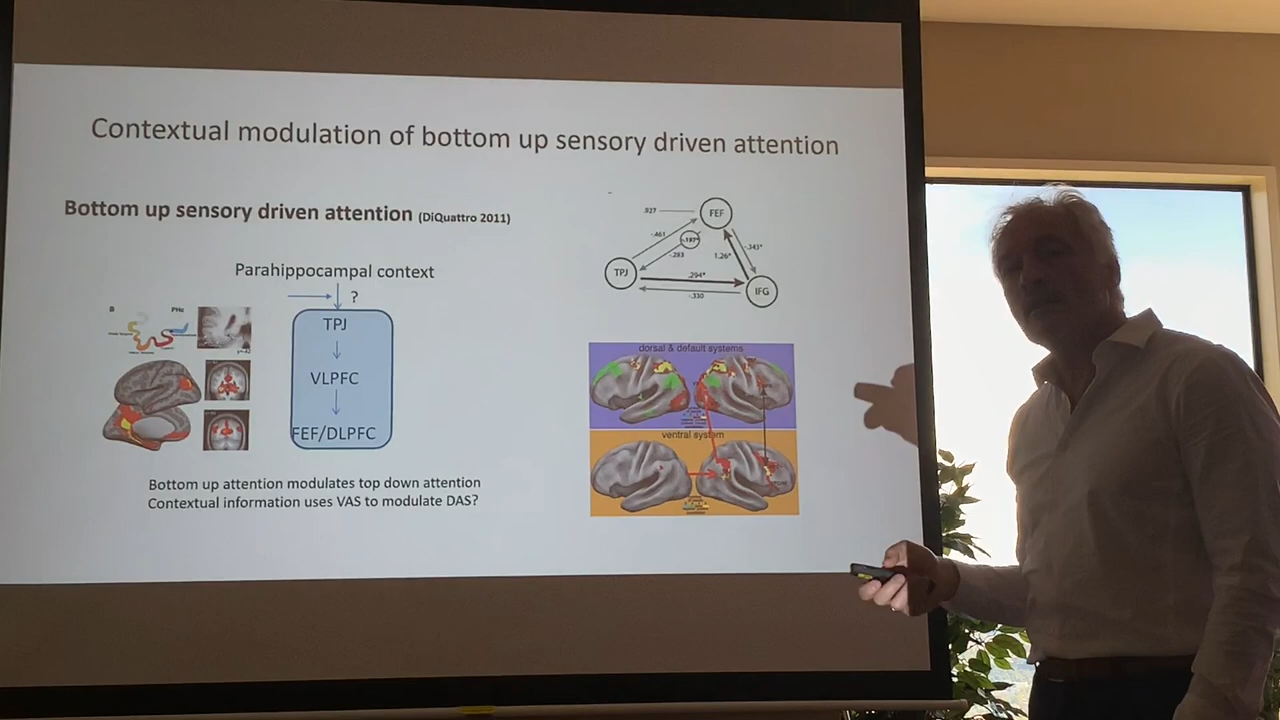 Contextual modulation of bottom up sensory driven attention
Bottom up sensory driven attention (DiQuattro 2011)
Parahippocampal context
?
TPJ
VLPFC
FEF/DLPFC
B
PHc
Bottom up attention modulates top down attention
Contextual information uses VAS to modulate DAS?
.927
FEF
-.461
-.197*
-.283
1.26*
-.343*
TPJ
.294*
IFG
-.330
dorsal & default systems
ventral system